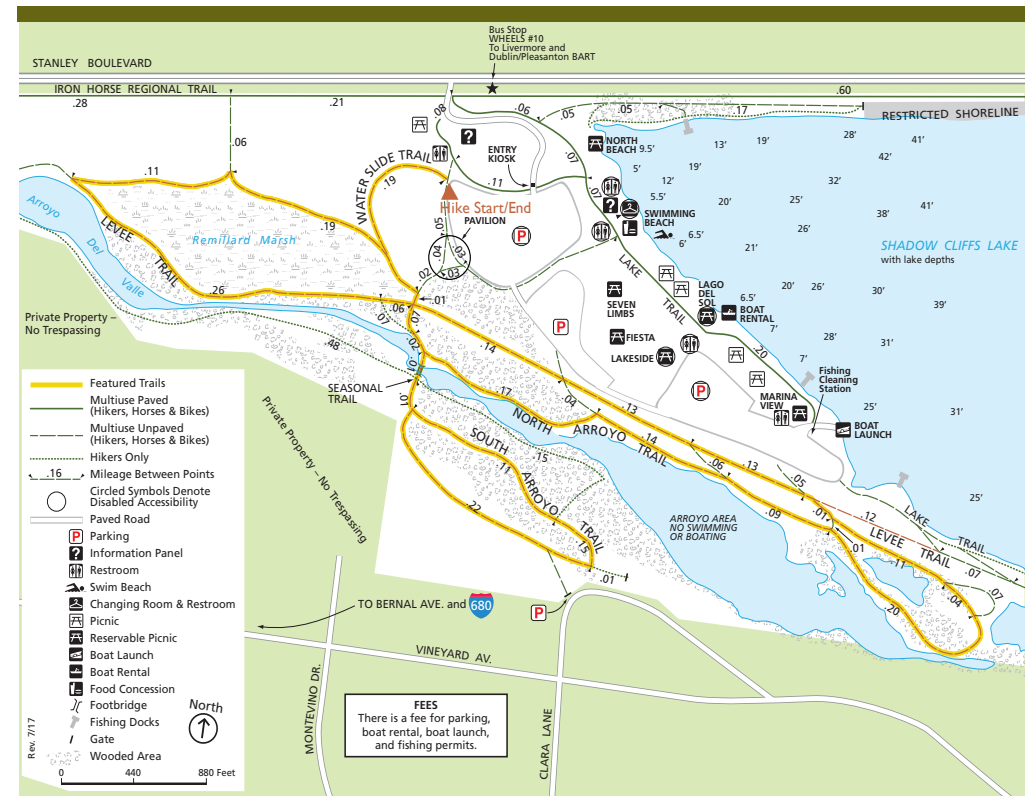 Bus Stop
WHEELS #10
To Livermore and
Dublin/Pleasanton BART
STANLEY BOULEVARD
IRON HORSE REGIONAL TRAIL
.28
.21
.60
.08
.06
.05
.05
.17
RESTRICTED SHORELINE
.06
?
ENTRY
KIOSK
NORTH
BEACH
9.5'
13'
19'
28'
41'
42'
.07
WATER SLIDE TRAIL
.19
.11
.07
5'
19'
12'
32'
5.5'
20'
25'
41'
38'
.11
Hike Start/End
PAVILION
P
?
SWIMMING
BEACH
6.5'
6'
26'
21'
SHADOW CLIFFS LAKE
with lake depths
Arroyo
Del
Valle
LEVEE
TRAIL
Remillard Marsh
.19
.05
.04
.03
.03
.02
.01
LAKE
TRAIL
LAGO
DEL
SOL
6.5'
BOAT
RENTAL
20'
26'
30'
39'
.26
.06
.07
.07
.02
.01
SEVEN
LIMBS
FIESTA
LAKESIDE
P
7'
28'
31'
7'
.20
Private Property –
No Trespassing
.48
.14
.13
.04
.17
SEASONAL
TRAIL
.01
Fishing
Cleaning
Station
MARINA
VIEW
P
25'
31'
BOAT
LAUNCH
NORTH
ARROYO
TRAIL
.14
.13
.06
.05
.09
.01
.01
.12
LAKE
TRAIL
25'
LEVEE TRAIL
.11
.07
.07
.04
.20
SOUTH
ARROYO
TRAIL
.15
.11
.22
.15
.01
Private Property – No Trespassing
ARROYO AREA
NO SWIMMING
OR BOATING
P
TO BERNAL AVE. and 680
VINEYARD AV.
MONTEVINO DR.
CLARA LANE
FEES
There is a fee for parking,
boat rental, boat launch,
and fishing permits.
Featured Trails
Multiuse Paved
(Hikers, Horses & Bikes)
Multiuse Unpaved
(Hikers, Horses & Bikes)
Hikers Only
.16 Mileage Between Points
Circled Symbols Denote
Disabled Accessibility
Paved Road
P Parking
? Information Panel
Restroom
Swim Beach
Changing Room & Restroom
Picnic
Reservable Picnic
Boat Launch
Boat Rental
Food Concession
Footbridge
Fishing Docks
Gate
Wooded Area
North
Rev. 7/17
0 440 880 Feet